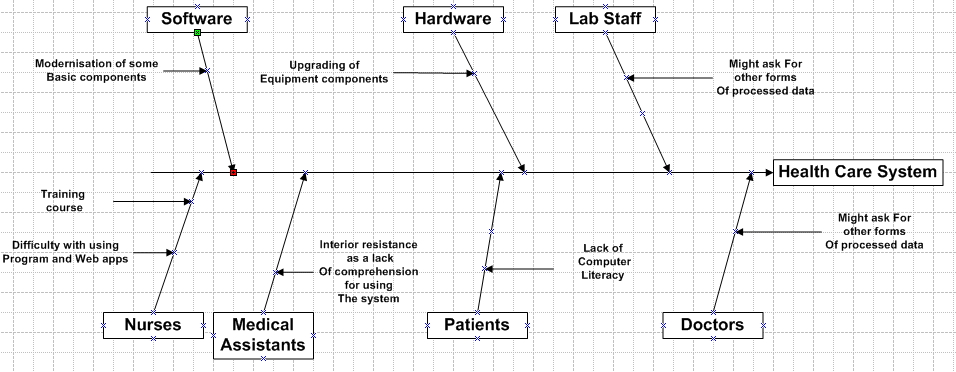 Software
Hardware
Lab Staff
Modernisation of some
Basic components
Upgrading of
Equipment components
Might ask For
other forms
Of processed data
Health Care System
Training
course
Difficulty with using
Program and Web apps
Interior resistance
as a lack
Of comprehension
for using
The system
Lack of
Computer
Literacy
Might ask For
other forms
Of processed data
Nurses
Medical
Assistants
Patients
Doctors